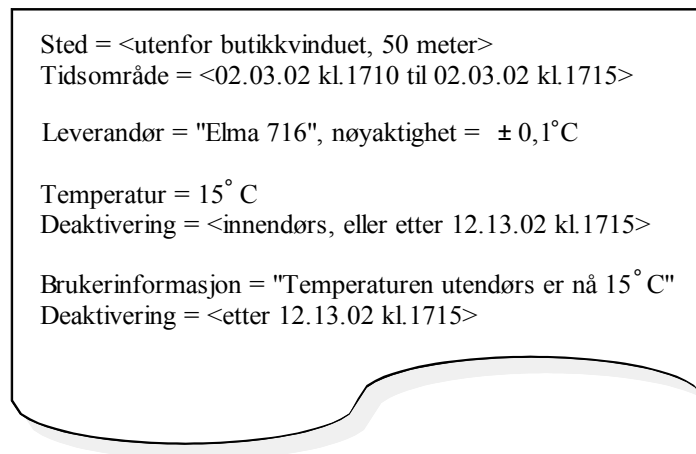 Sted = <utenfor butikkvinduet, 50 meter>
Tidsområde = <02.03.02 kl.1710 til 02.03.02 kl.1715>
Leverandør = "Elma 716", nøyaktighet = ± 0,1°C
Temperatur = 15° C
Deaktivering = <innendørs, eller etter 12.13.02 kl.1715>
Brukerinformasjon = "Temperaturen utendørs er nå 15° C"
Deaktivering = <etter 12.13.02 kl.1715>